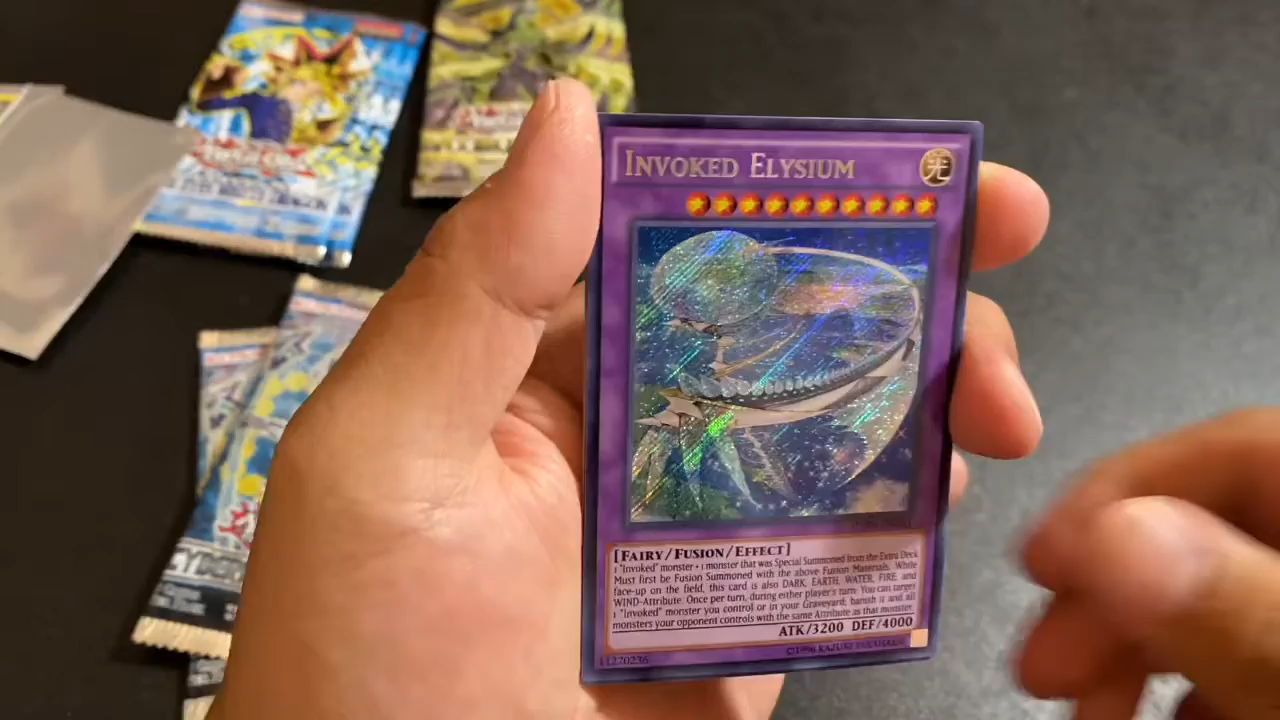 INVOKED ELYSIUM
光
[FAIRY/FUSION/EFFECT]
1 "Invoked" monster + 1 monster that was Special Summoned from the Extra Deck
Must first be Fusion Summoned with the above Fusion Materials. While
face-up on the field, this card is also DARK, EARTH, WATER, FIRE, and
WIND-Attribute. Once per turn, during either player's turn: You can target
1 "Invoked" monster you control or in your Graveyard; banish it and all
monsters your opponent controls with the same Attribute as that monster.
ATK/3200 DEF/4000
11270236
©1996 KAZUKI TAKAHASHI